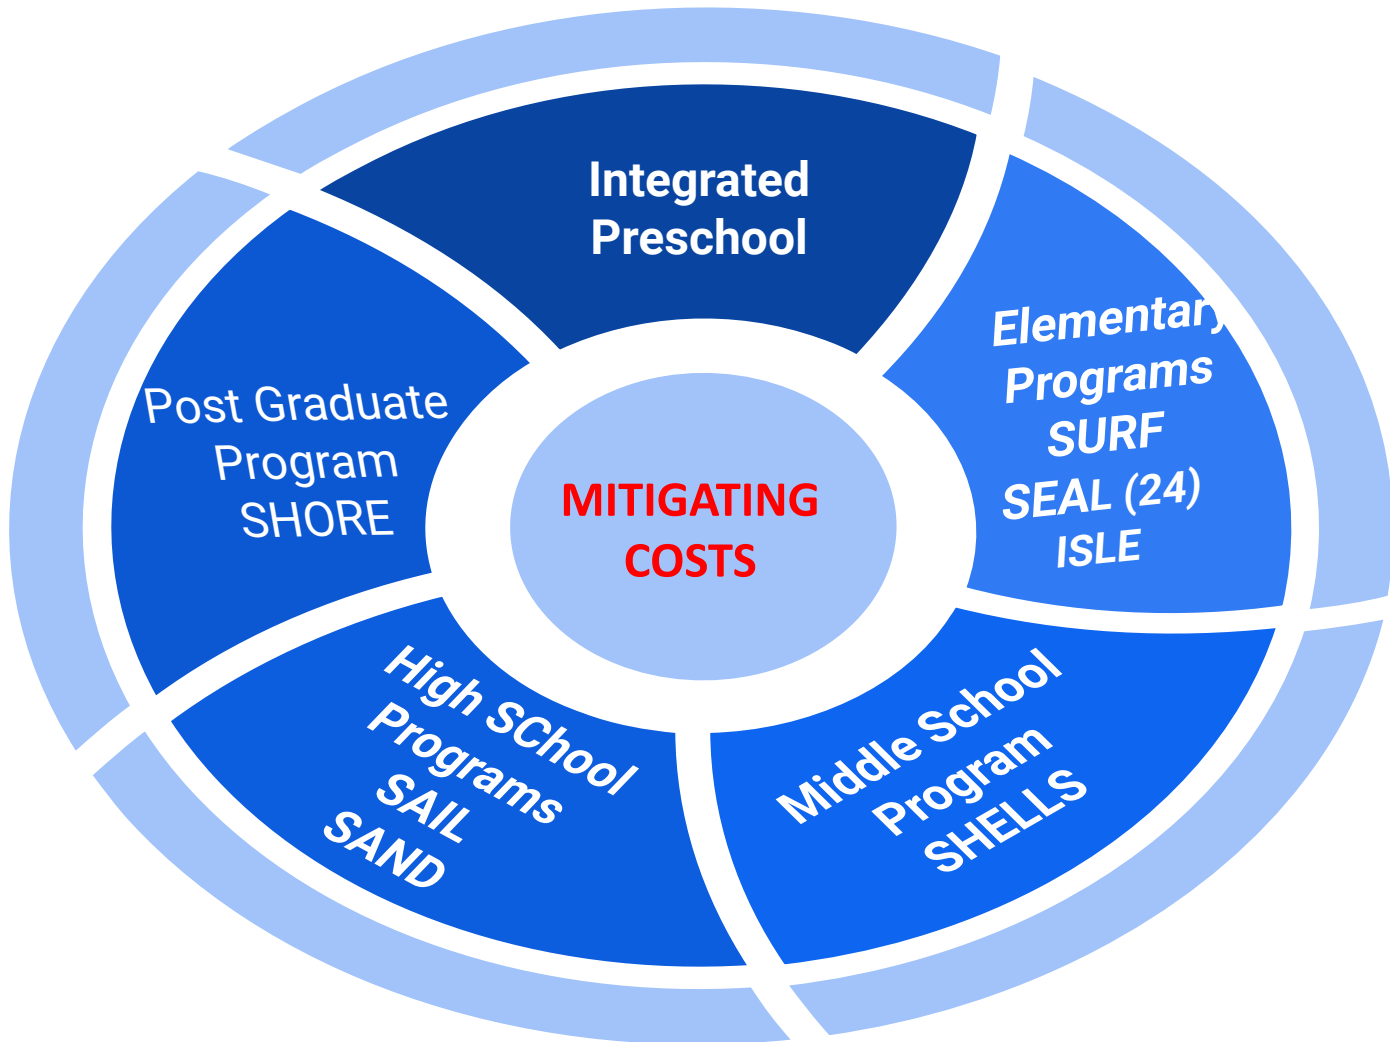 Integrated
Preschool
Elementary
Programs
SURF
SEAL (24)
ISLE
Middle School
Program
SHELLS
High SChool
Programs
SAIL
SAND
Post Graduate
Program
SHORE
MITIGATING
COSTS